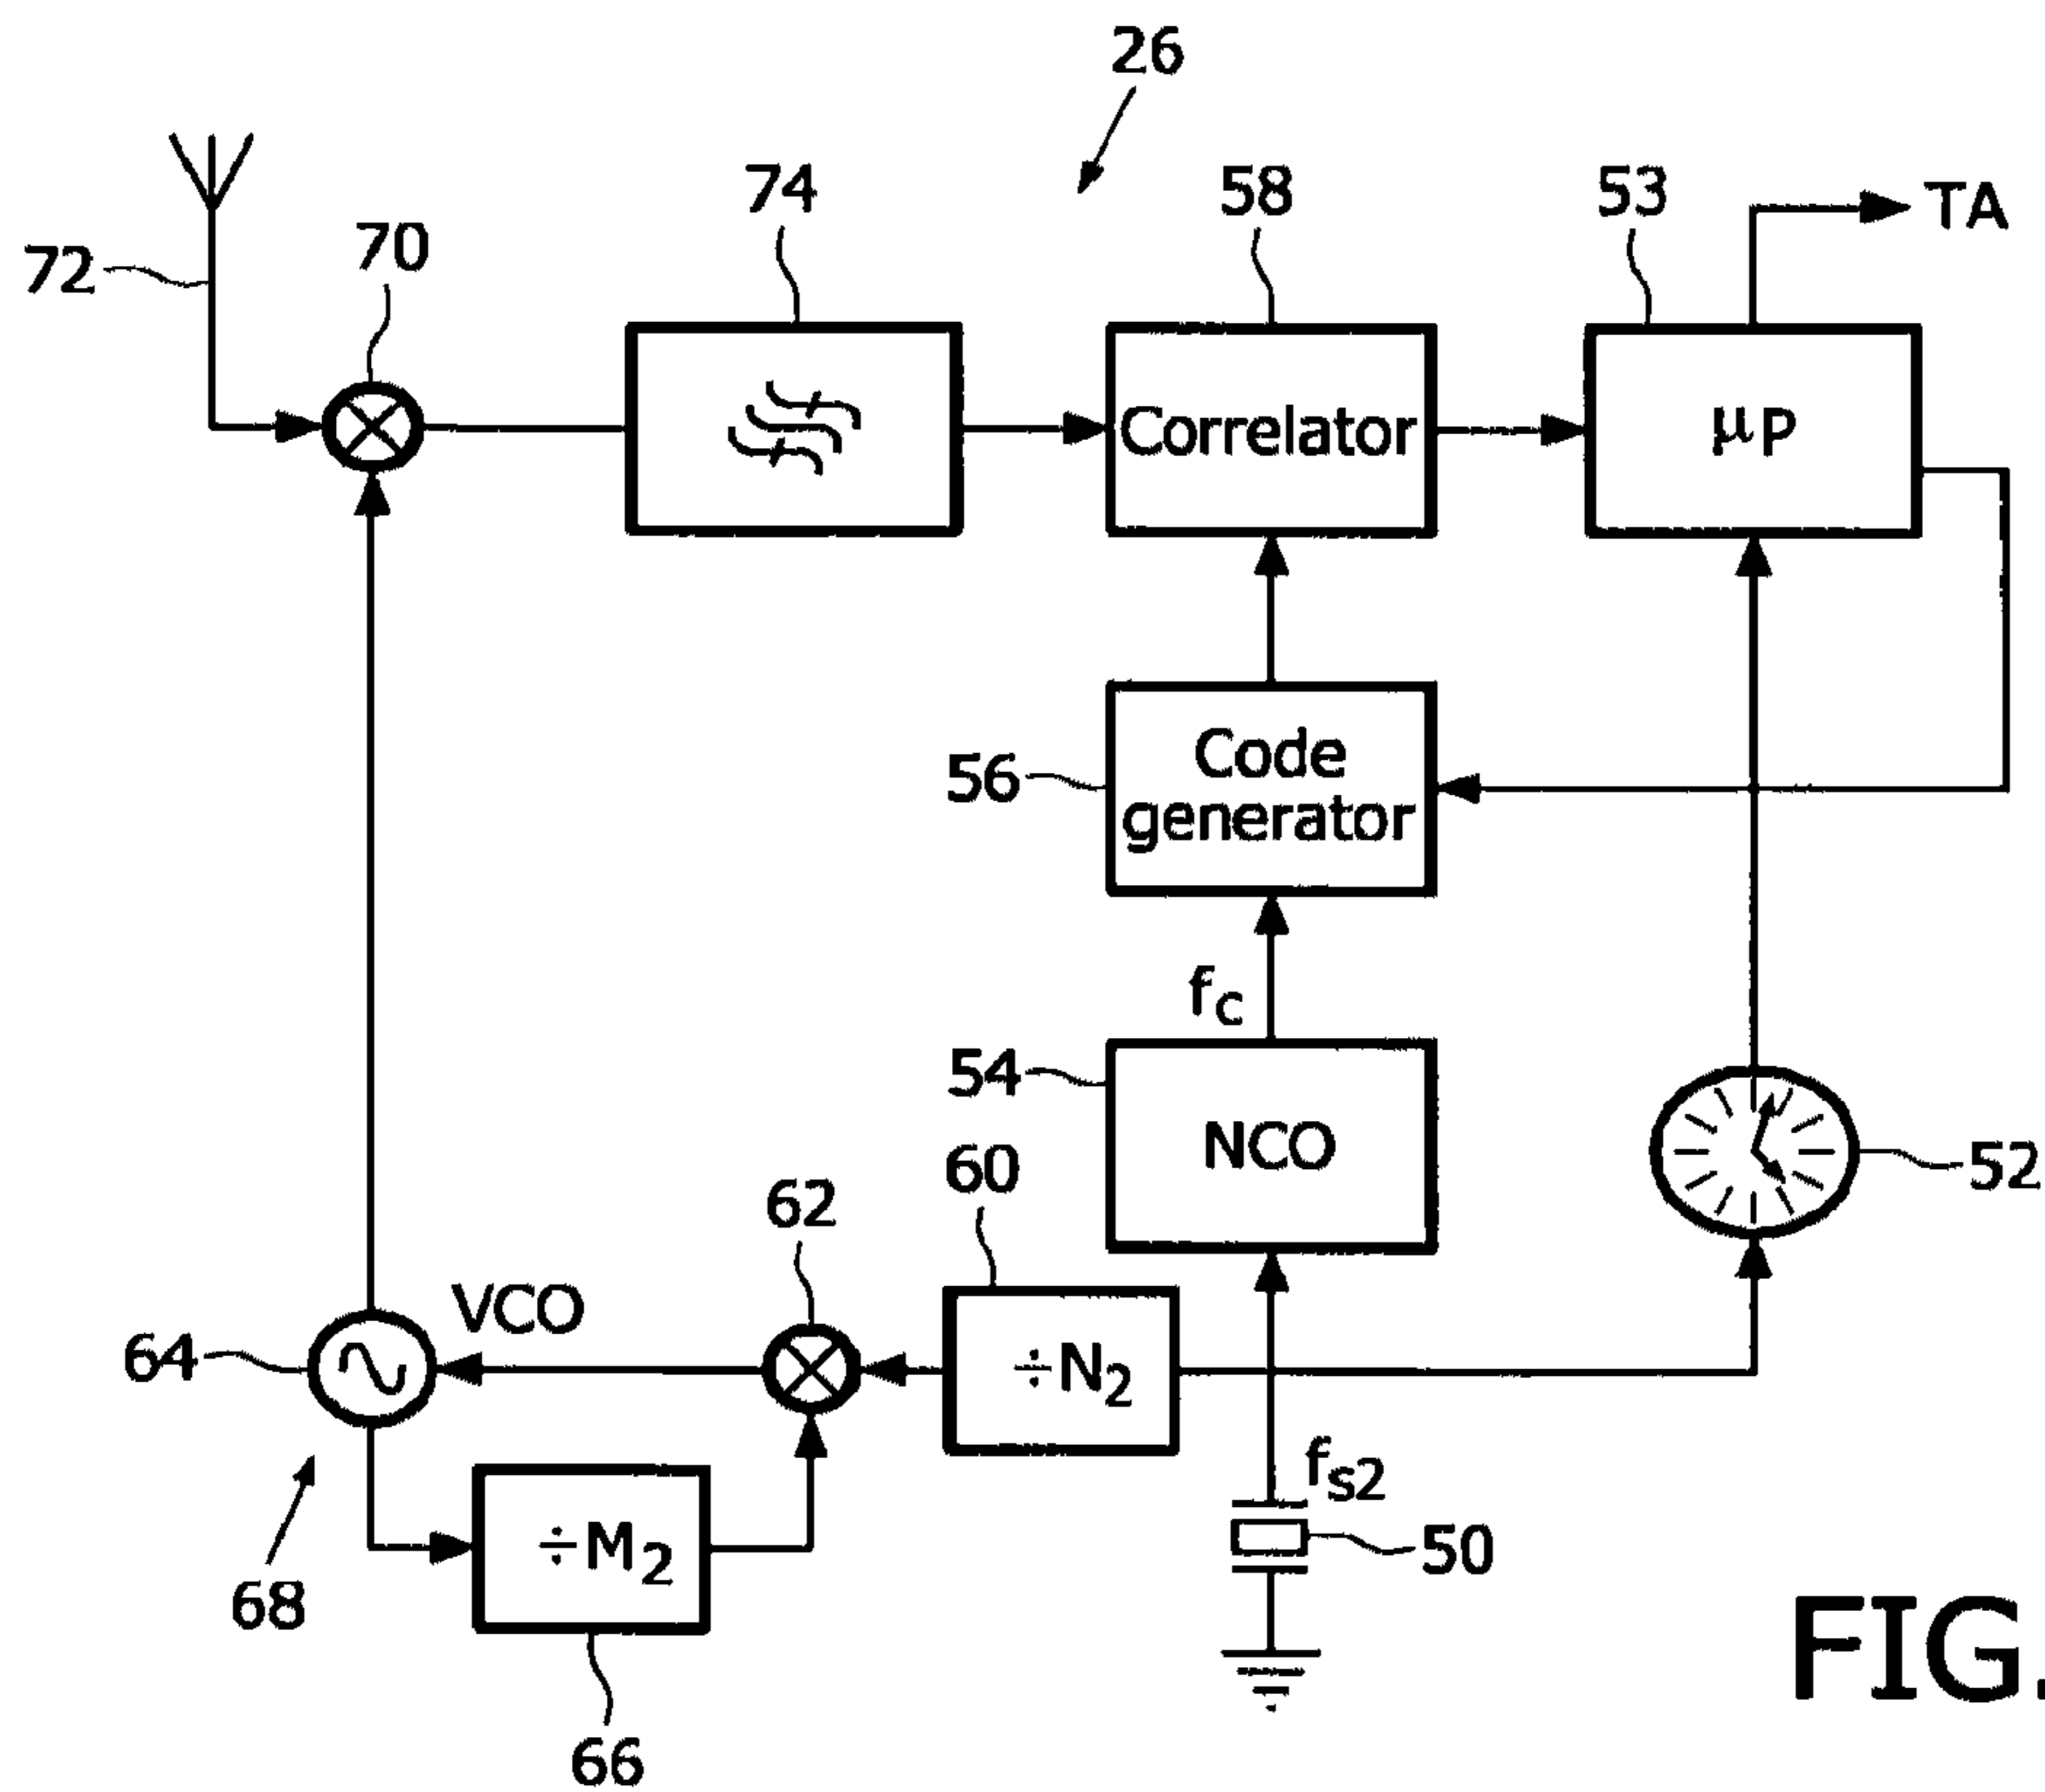 26
74
58
53
TA
70
72
Correlator
μP
Code
generator
56
fc
54
NCO
60
52
62
VCO
64
÷N2
fs2
÷M2
50
68
66
FIG.